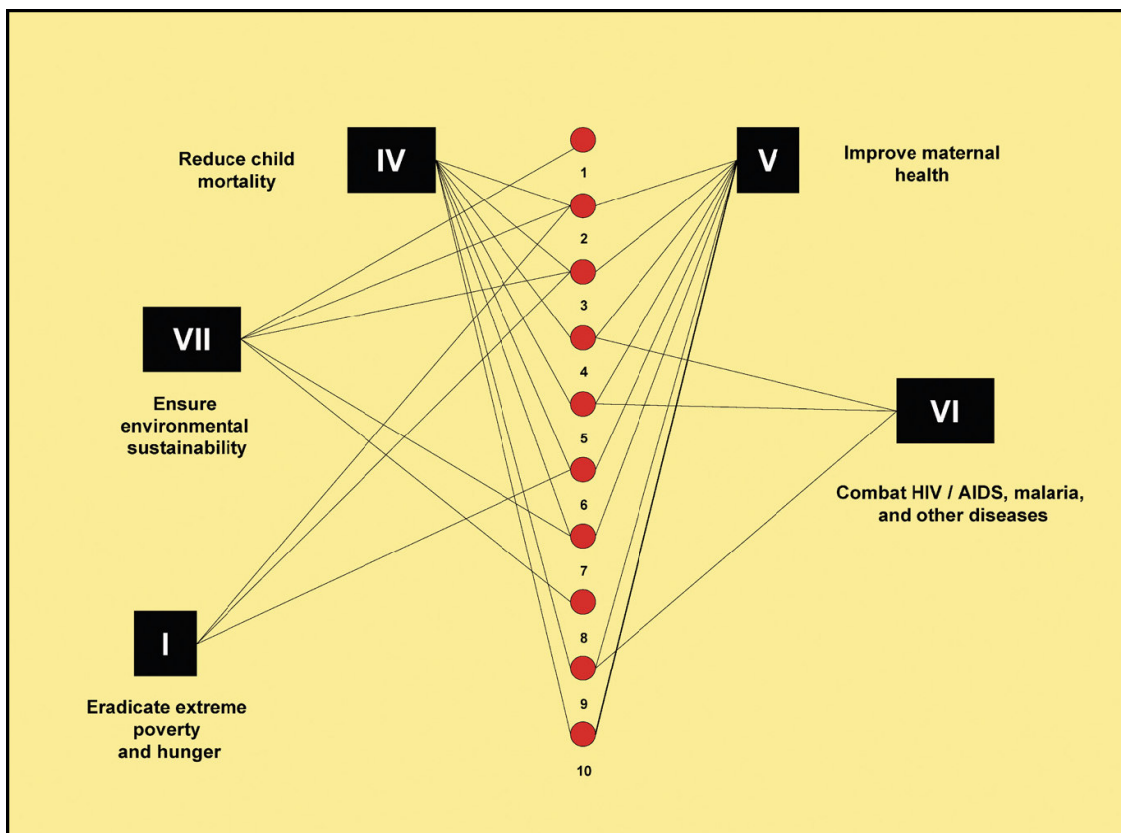 IV
Reduce child
mortality
V
Improve maternal
health
1
2
3
VII
Ensure
environmental
sustainability
4
VI
Combat HIV / AIDS, malaria,
and other diseases
5
6
7
I
Eradicate extreme
poverty
and hunger
8
9
10